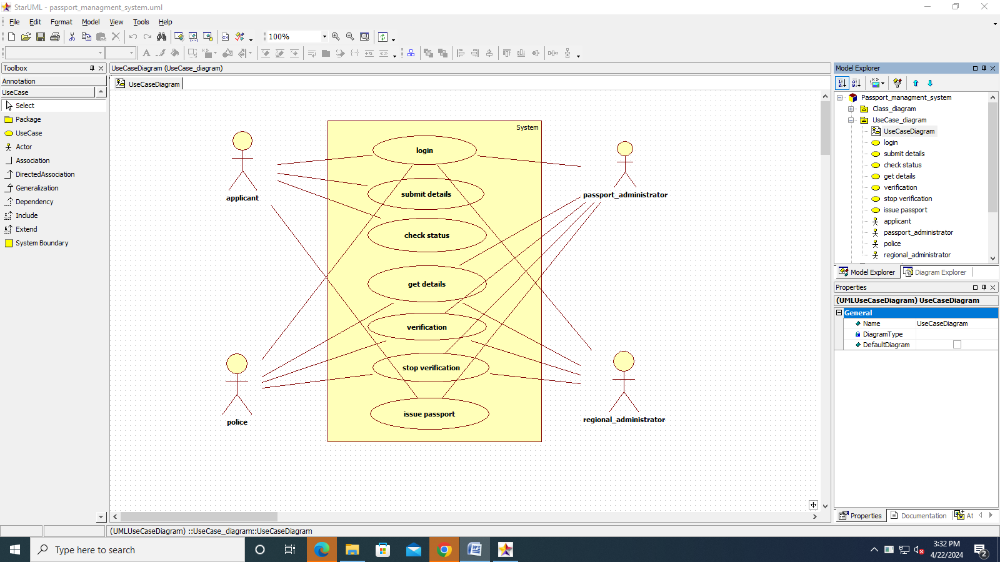 StarUML - passport_managment_system.uml
File Edit Format Model View Tools Help
100%
Toolbox
UseCaseDiagram (UseCase_diagram)
Model Explorer
Annotation
UseCase
UseCaseDiagram
Select
Package
UseCase
Actor
Association
DirectedAssociation
Generalization
Dependency
Include
Extend
System Boundary
System
login
submit details
check status
get details
verification
stop verification
issue passport
applicant
passport_administrator
police
regional_administrator
Passport_managment_system
Class_diagram
UseCase_diagram
UseCaseDiagram
login
submit details
check status
get details
verification
stop verification
issue passport
applicant
passport_administrator
police
regional_administrator
Model Explorer Diagram Explorer
Properties
(UMLUseCaseDiagram) UseCaseDiagram
General
Name UseCaseDiagram
DiagramType
DefaultDiagram
Properties Documentation At
(UMLUseCaseDiagram) ::UseCase_diagram::UseCaseDiagram
Type here to search
3:32 PM
4/22/2024
2